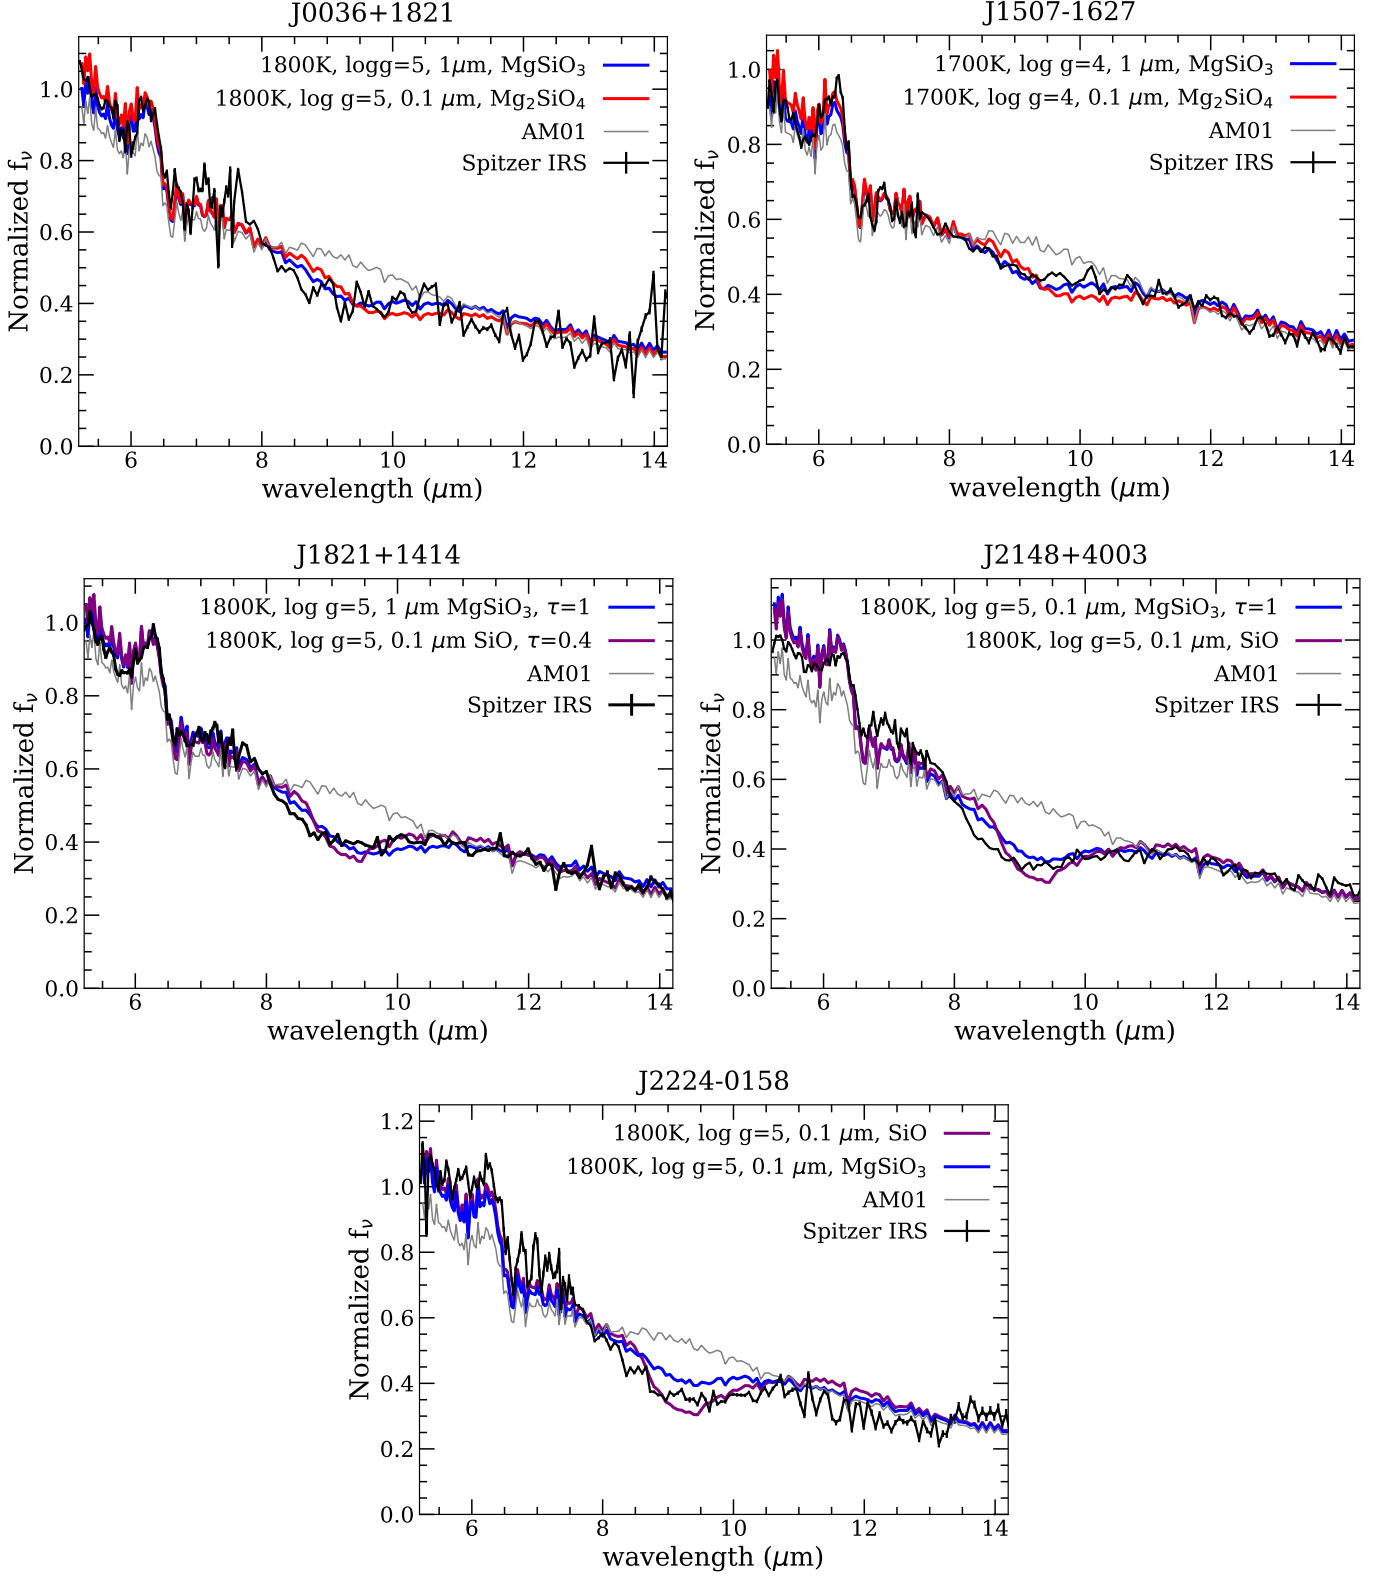 J0036+1821
1800K, logg=5, 1μm, MgSiO₃
1800K, log g=5, 0.1 μm, Mg₂SiO₄
AM01
Spitzer IRS
Normalized fᵥ
1.0
0.8
0.6
0.4
0.2
0.0
6 8 10 12 14
wavelength (μm)
J1507-1627
1700K, log g=4, 1 μm, MgSiO₃
1700K, log g=4, 0.1 μm, Mg₂SiO₄
AM01
Spitzer IRS
Normalized fᵥ
1.0
0.8
0.6
0.4
0.2
0.0
6 8 10 12 14
wavelength (μm)
J1821+1414
1800K, log g=5, 1 μm MgSiO₃, τ=1
1800K, log g=5, 0.1 μm SiO, τ=0.4
AM01
Spitzer IRS
Normalized fᵥ
1.0
0.8
0.6
0.4
0.2
0.0
6 8 10 12 14
wavelength (μm)
J2148+4003
1800K, log g=5, 0.1 μm, MgSiO₃, τ=1
1800K, log g=5, 0.1 μm, SiO
AM01
Spitzer IRS
Normalized fᵥ
1.0
0.8
0.6
0.4
0.2
0.0
6 8 10 12 14
wavelength (μm)
J2224-0158
1800K, log g=5, 0.1 μm, SiO
1800K, log g=5, 0.1 μm, MgSiO₃
AM01
Spitzer IRS
Normalized fᵥ
1.2
1.0
0.8
0.6
0.4
0.2
0.0
6 8 10 12 14
wavelength (μm)